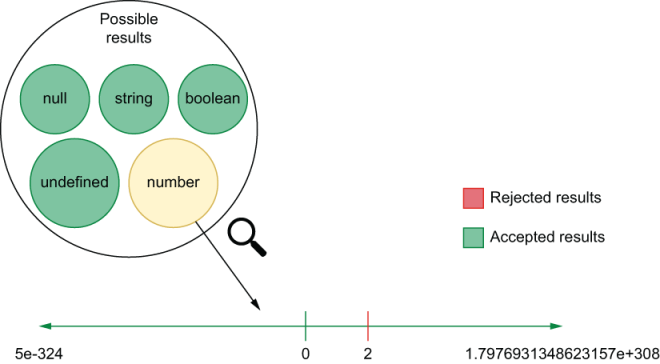 Possible
results
null
string
boolean
undefined
number
Rejected results
Accepted results
5e-324
0
2
1.7976931348623157e+308